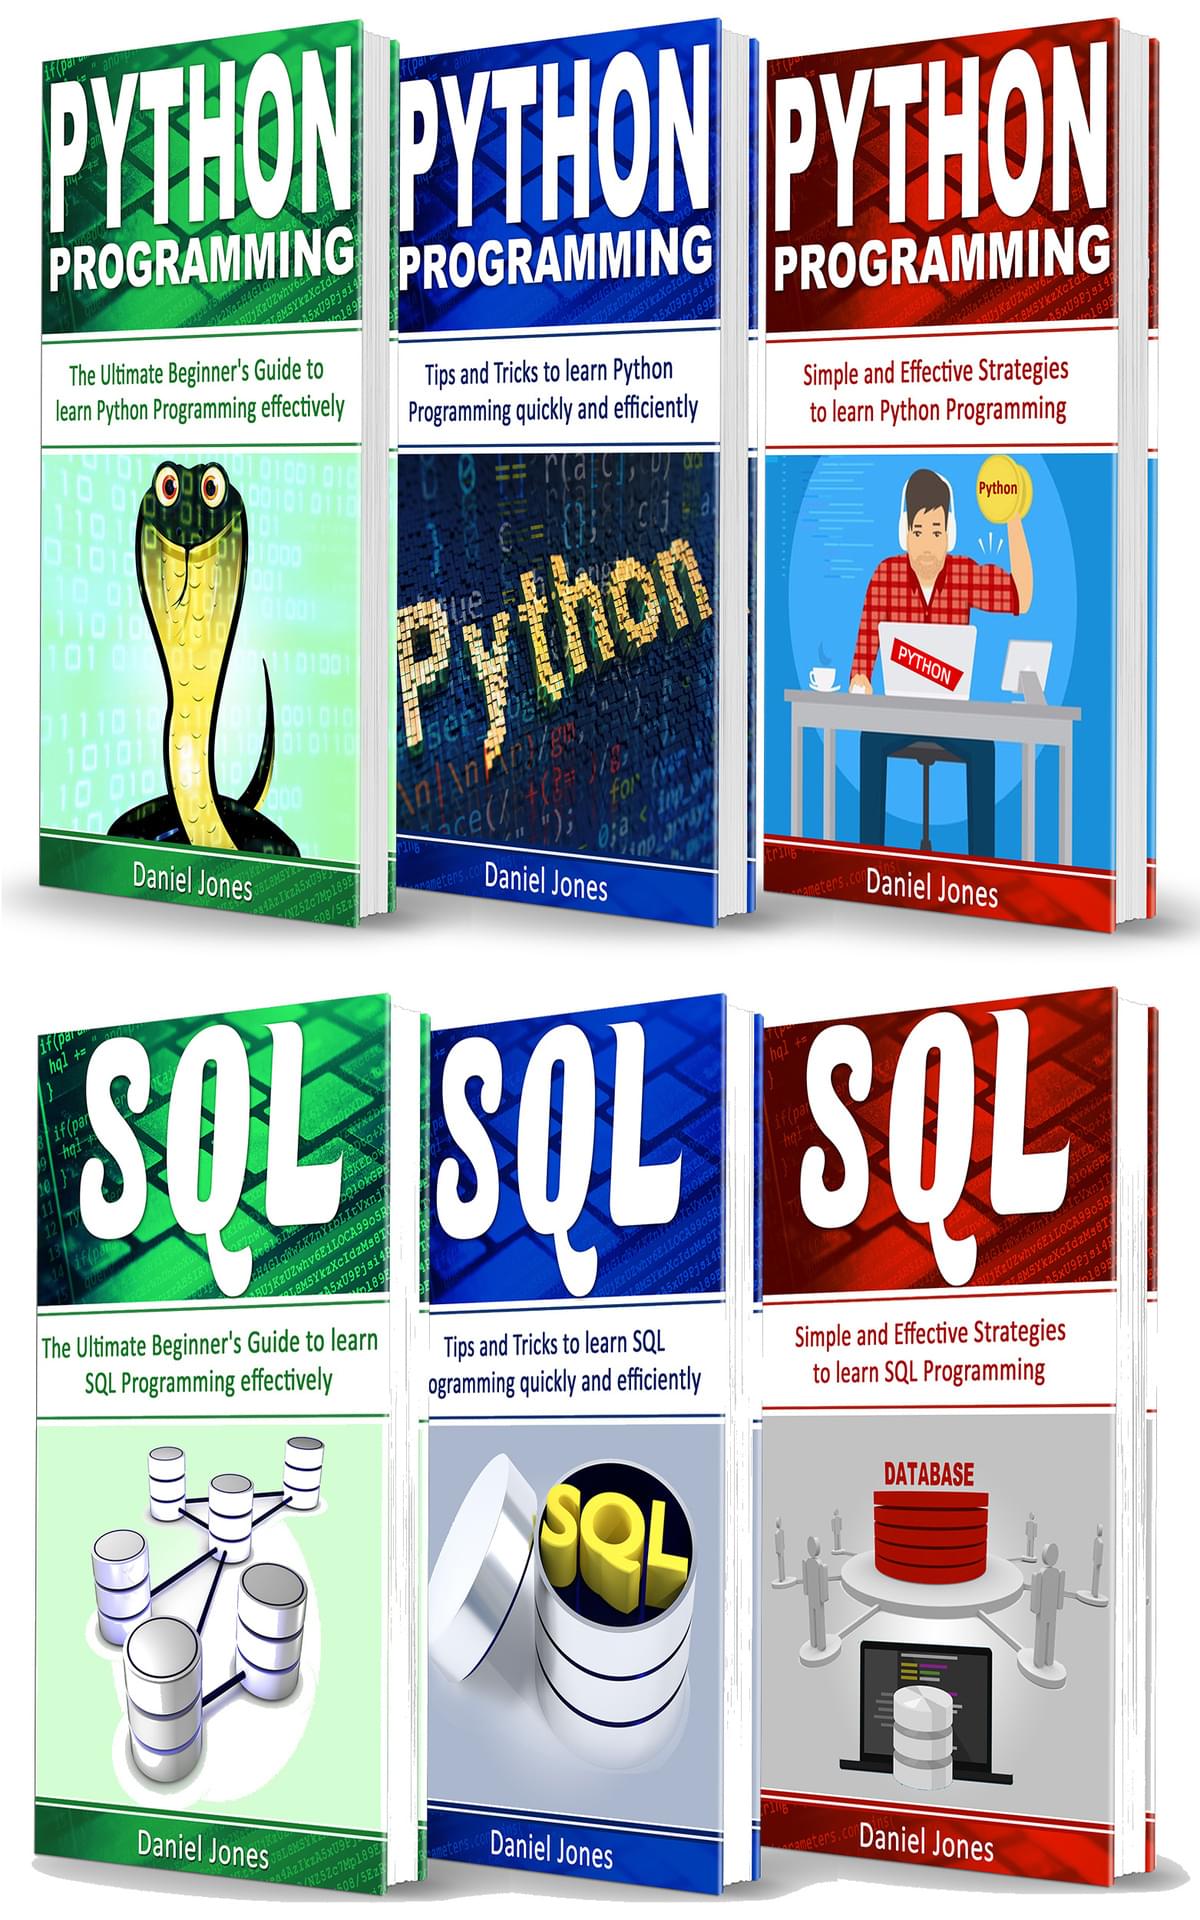 PYTHON
PROGRAMMING
The Ultimate Beginner's Guide to
learn Python Programming effectively
Daniel Jones
PYTHON
PROGRAMMING
Tips and Tricks to learn Python
Programming quickly and efficiently
Python
Daniel Jones
PYTHON
PROGRAMMING
Simple and Effective Strategies
to learn Python Programming
Python
PYTHON
Daniel Jones
SQL
The Ultimate Beginner's Guide to learn
SQL Programming effectively
Daniel Jones
SQL
Tips and Tricks to learn SQL
ogramming quickly and efficiently
SQL
Daniel Jones
SQL
Simple and Effective Strategies
to learn SQL Programming
DATABASE
Daniel Jones